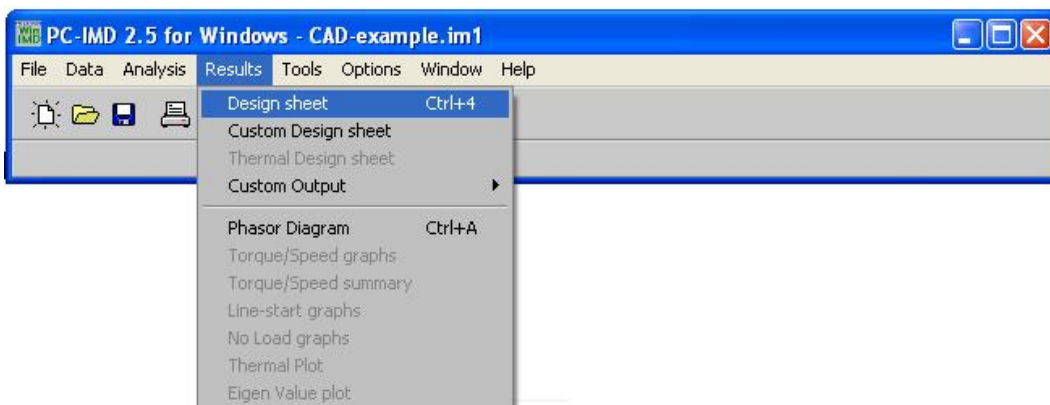 PC-IMD 2.5 for Windows - CAD-example.im1
File Data Analysis Results Tools Options Window Help
Design sheet Ctrl+4
Custom Design sheet
Thermal Design sheet
Custom Output
Phasor Diagram Ctrl+A
Torque/Speed graphs
Torque/Speed summary
Line-start graphs
No Load graphs
Thermal Plot
Eigen Value plot